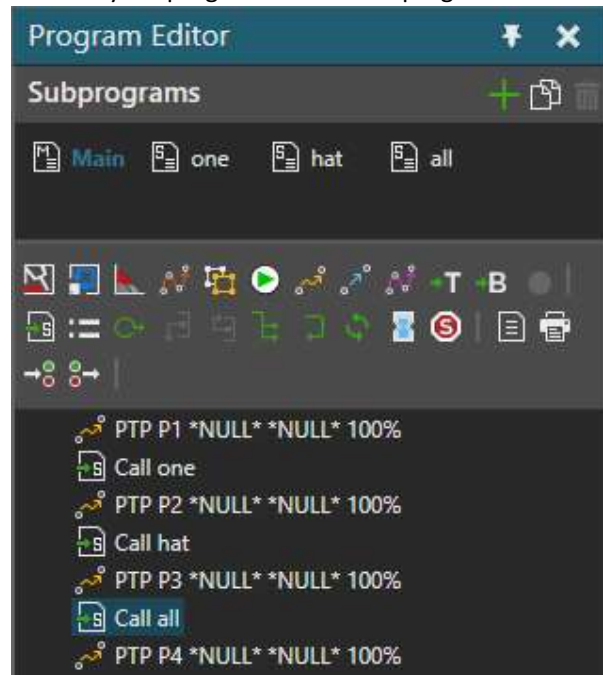 Program Editor
Subprograms
M Main S one S hat S all
T B
S S
PTP P1 *NULL* *NULL* 100%
S Call one
PTP P2 *NULL* *NULL* 100%
S Call hat
PTP P3 *NULL* *NULL* 100%
S Call all
PTP P4 *NULL* *NULL* 100%